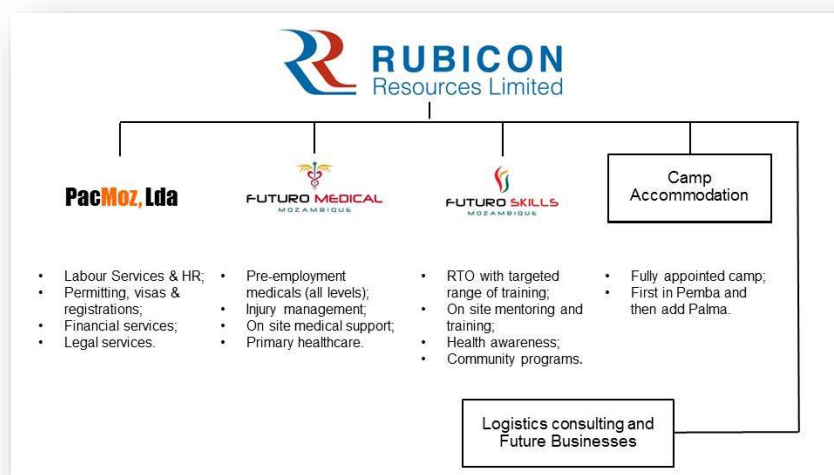 RUBICON
Resources Limited
PacMoz, Lda
FUTURO MEDICAL
MOZAMBIQUE
FUTURO SKILLS
MOZAMBIQUE
Camp
Accommodation
• Labour Services & HR;
• Permitting, visas &
registrations;
• Financial services;
• Legal services.
• Pre-employment
medicals (all levels);
• Injury management;
• On site medical support;
• Primary healthcare.
• RTO with targeted
range of training;
• On site mentoring and
training;
• Health awareness;
• Community programs.
• Fully appointed camp;
• First in Pemba and
then add Palma.
Logistics consulting and
Future Businesses